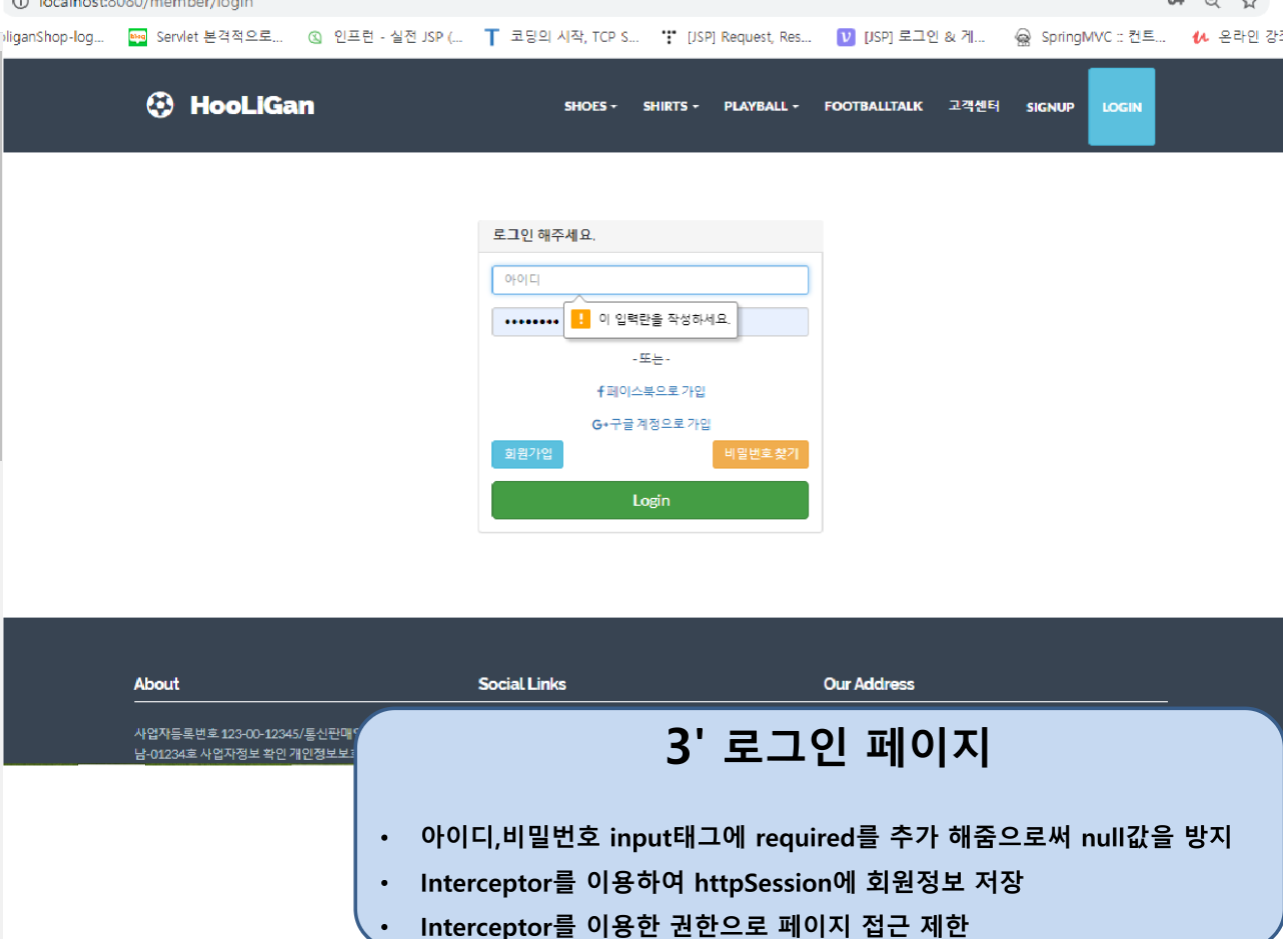 localhost:8080/member/login
oliganShop-log... Servlet 본격적으로... 인프런 - 실전 JSP (... 코딩의 시작, TCP S... [JSP] Request, Res... [JSP] 로그인 & 게... SpringMVC :: 컨트... 온라인 강
HooLIGan SHOES SHIRTS PLAYBALL FOOTBALLTALK 고객센터 SIGNUP LOGIN
로그인 해주세요.
아이디
•••••••• ! 이 입력란을 작성하세요.
-또는-
f 페이스북으로 가입
G+구글 계정으로 가입
회원가입 비밀번호 찾기
Login
About Social Links Our Address
사업자등록번호 123-00-12345/통신판매
남-01234호 사업자정보 확인 개인정보보
3' 로그인 페이지
• 아이디,비밀번호 input태그에 required를 추가 해줌으로써 null값을 방지
• Interceptor를 이용하여 httpSession에 회원정보 저장
• Interceptor를 이용한 권한으로 페이지 접근 제한